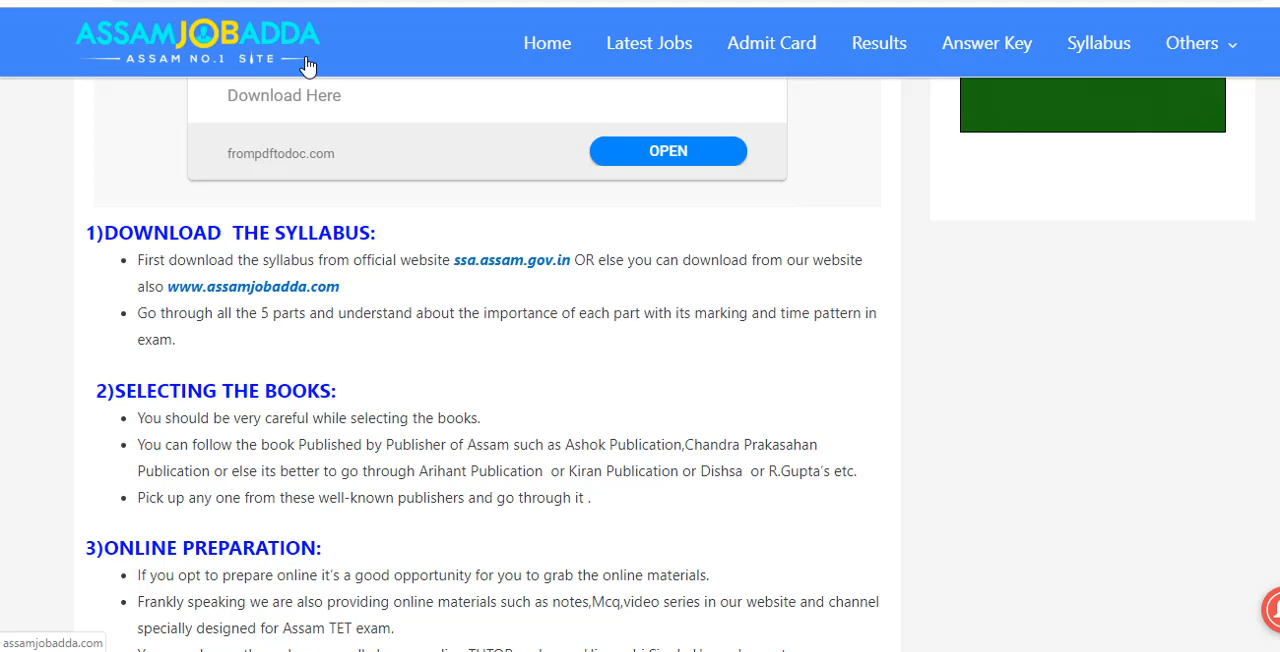 ASSAMJOBADDA
ASSAM NO.1 SITE
Home Latest Jobs Admit Card Results Answer Key Syllabus Others
Download Here
frompdftodoc.com
OPEN
1)DOWNLOAD THE SYLLABUS:
• First download the syllabus from official website ssa.assam.gov.in OR else you can download from our website
also www.assamjobadda.com
• Go through all the 5 parts and understand about the importance of each part with its marking and time pattern in
exam.
2)SELECTING THE BOOKS:
• You should be very careful while selecting the books.
• You can follow the book Published by Publisher of Assam such as Ashok Publication,Chandra Prakasahan
Publication or else its better to go through Arihant Publication or Kiran Publication or Dishsa or R.Gupta's etc.
• Pick up any one from these well-known publishers and go through it .
3)ONLINE PREPARATION:
• If you opt to prepare online it's a good opportunity for you to grab the online materials.
• Frankly speaking we are also providing online materials such as notes,Mcq,video series in our website and channel
specially designed for Assam TET exam.
assamjobadda.com